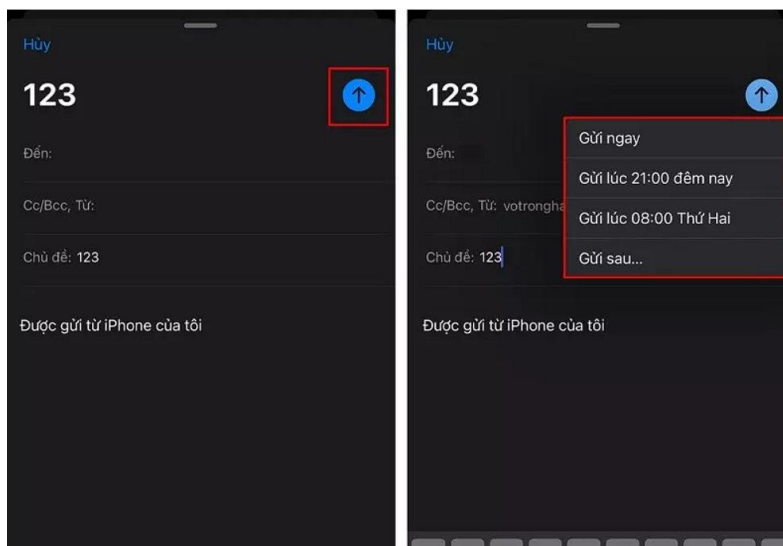 Hủy
123
Đến:
Cc/Bcc, Từ:
Chủ đề: 123
Được gửi từ iPhone của tôi
Hủy
123
Đến:
Cc/Bcc, Từ: votrongha
Chủ đề: 123
Gửi ngay
Gửi lúc 21:00 đêm nay
Gửi lúc 08:00 Thứ Hai
Gửi sau...
Được gửi từ iPhone của tôi